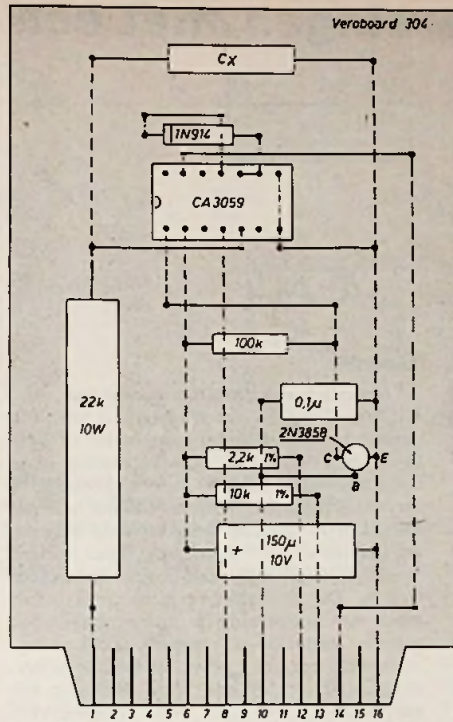 Veroboard 304
Cx
1N914
CA3059
100k
22k
10W
0,1µ
2N3858
C
E
B
2,2k 1%
10k 1%
+ 150µ
10V
1 2 3 4 5 6 7 8 9 10 11 12 13 14 15 16